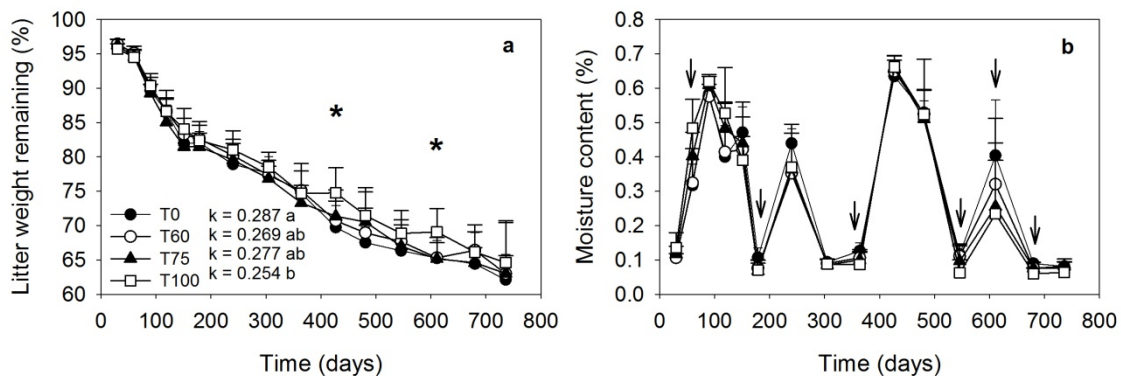 a
Litter weight remaining (%)
100
95
90
85
80
75
70
65
60
*
*
T0 k = 0.287 a
T60 k = 0.269 ab
T75 k = 0.277 ab
T100 k = 0.254 b
0 100 200 300 400 500 600 700 800
Time (days)
b
Moisture content (%)
0.8
0.7
0.6
0.5
0.4
0.3
0.2
0.1
0.0
0 100 200 300 400 500 600 700 800
Time (days)